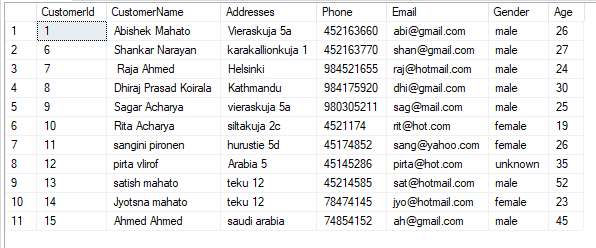 CustomerId CustomerName Addresses Phone Email Gender Age
1 1 Abishek Mahato Vieraskuja 5a 452163660 abi@gmail.com male 26
2 6 Shankar Narayan karakallionkuja 1 452163770 shan@gmail.com male 27
3 7 Raja Ahmed Helsinki 984521655 raj@hotmail.com male 24
4 8 Dhiraj Prasad Koirala Kathmandu 984175920 dhi@gmail.com male 30
5 9 Sagar Acharya vieraskuja 5a 980305211 sag@mail.com male 25
6 10 Rita Acharya siltakuja 2c 4521174 rit@hot.com female 19
7 11 sangini pironen hurustie 5d 45174852 sang@yahoo.com female 26
8 12 pirta vlirof Arabia 5 45145286 pirta@hot.com unknown 35
9 13 satish mahato teku 12 45214585 sat@hotmail.com male 52
10 14 Jyotsna mahato teku 12 78474145 jyo@hotmail.com female 23
11 15 Ahmed Ahmed saudi arabia 74854152 ah@gmail.com male 45